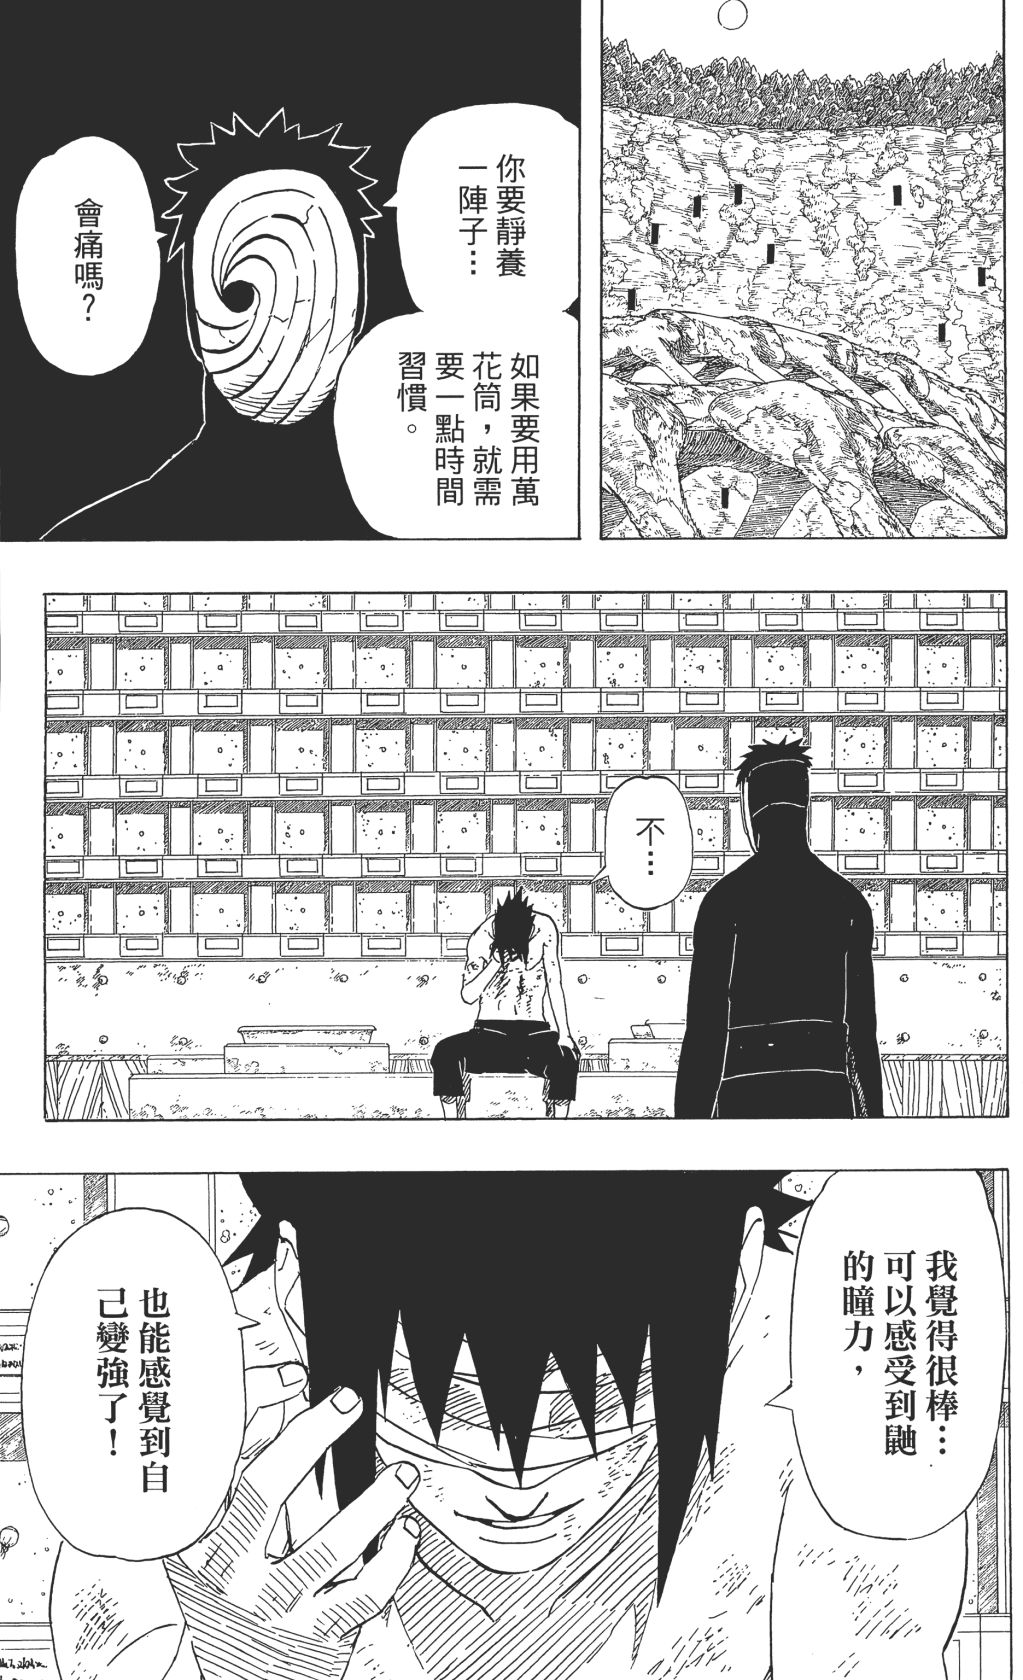 你要靜養
一陣子…
如果要用萬
花筒，就需
要一點時間
習慣。
會痛嗎？
不…
我覺得很棒…
可以感受到鼬
的瞳力，
也能感覺到自
己變強了！